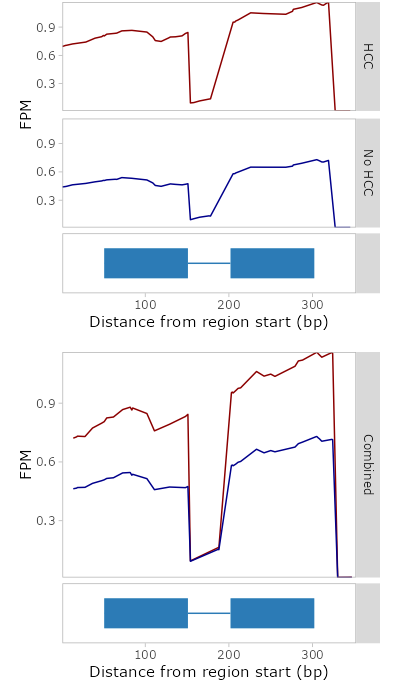 HCC
0.9
0.6
0.3
FPM
No HCC
0.9
0.6
0.3
100 200 300
Distance from region start (bp)
Combined
0.9
0.6
0.3
FPM
100 200 300
Distance from region start (bp)